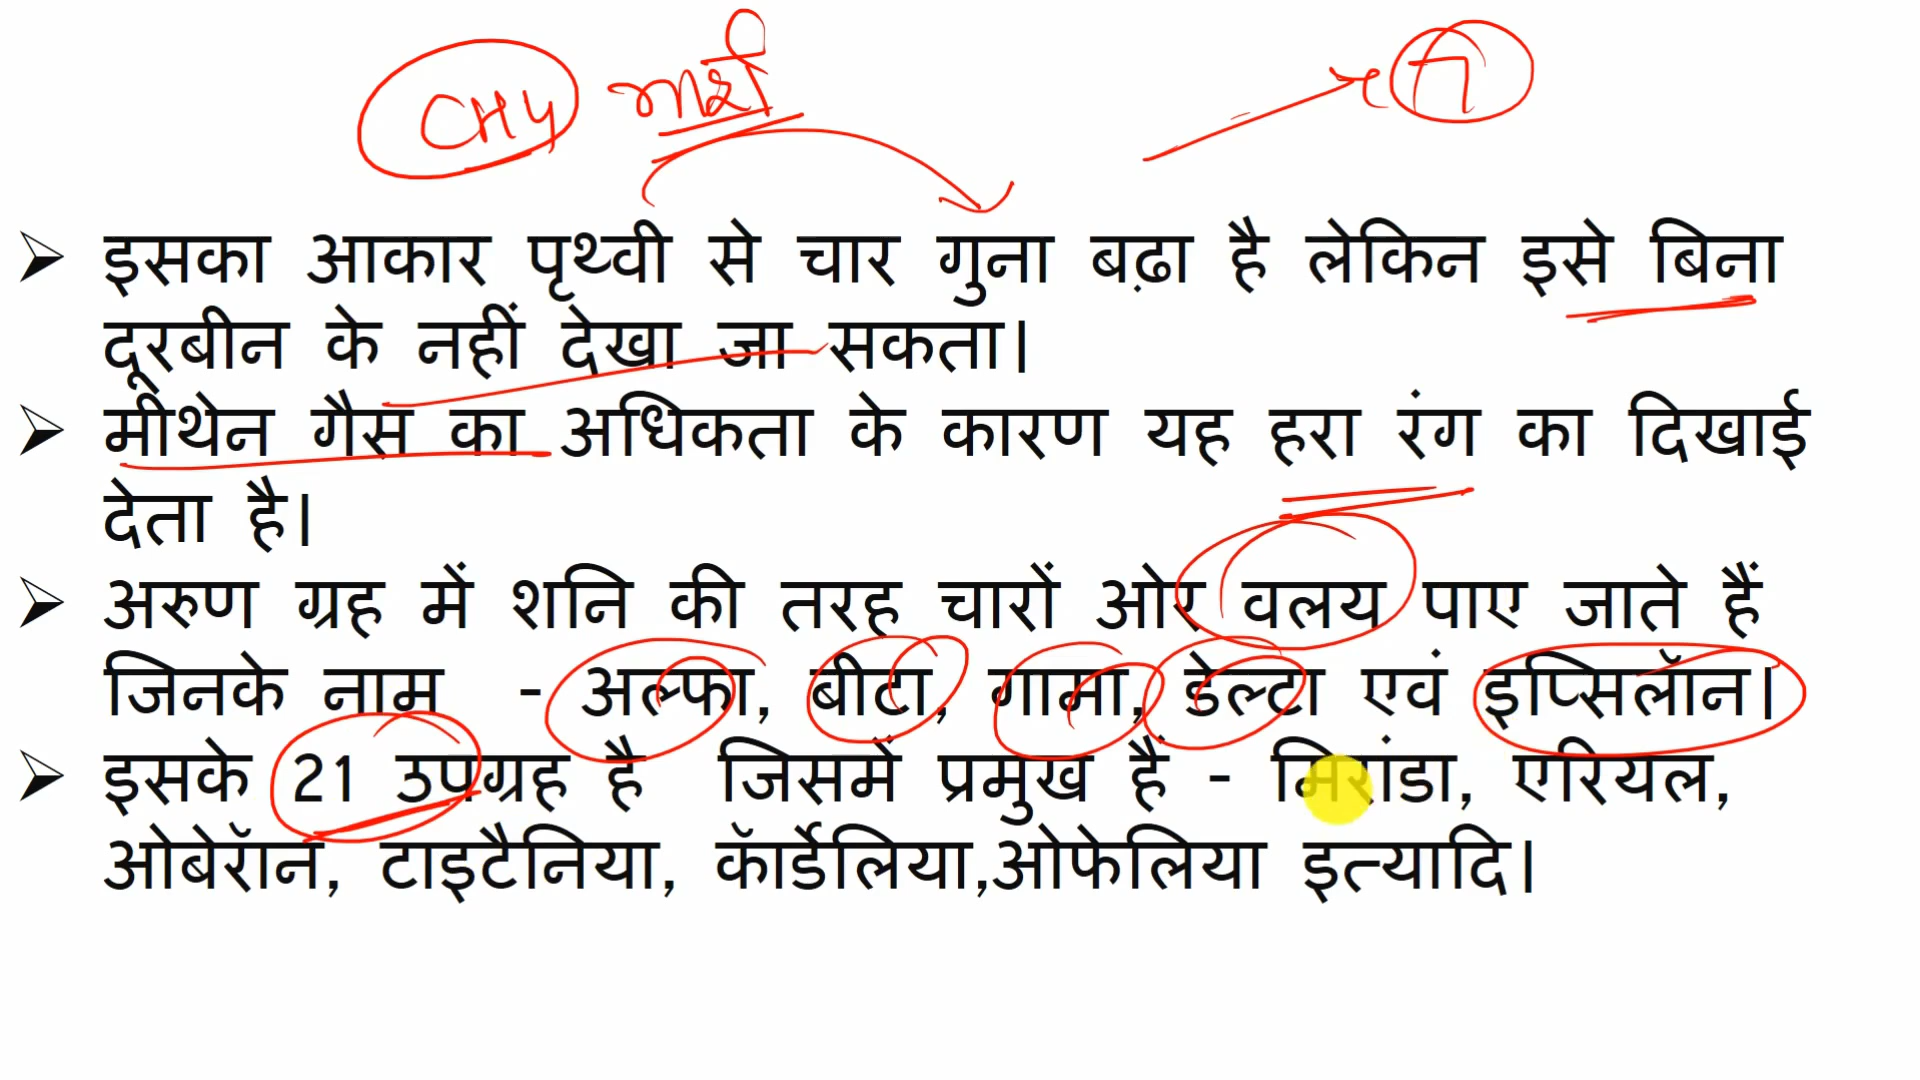 CH4
इसका आकार पृथ्वी से चार गुना बढ़ा है लेकिन इसे बिना
दूरबीन के नहीं देखा जा सकता।
मीथेन गैस का अधिकता के कारण यह हरा रंग का दिखाई
देता है।
अरुण ग्रह में शनि की तरह चारों ओर वलय पाए जाते हैं
जिनके नाम - अल्फा, बीटा, गामा, डेल्टा एवं इप्सिलॉन।
इसके 21 उपग्रह है जिसमें प्रमुख हैं - मिरांडा, एरियल,
ओबेरॉन, टाइटैनिया, कॉर्डेलिया,ओफेलिया इत्यादि।